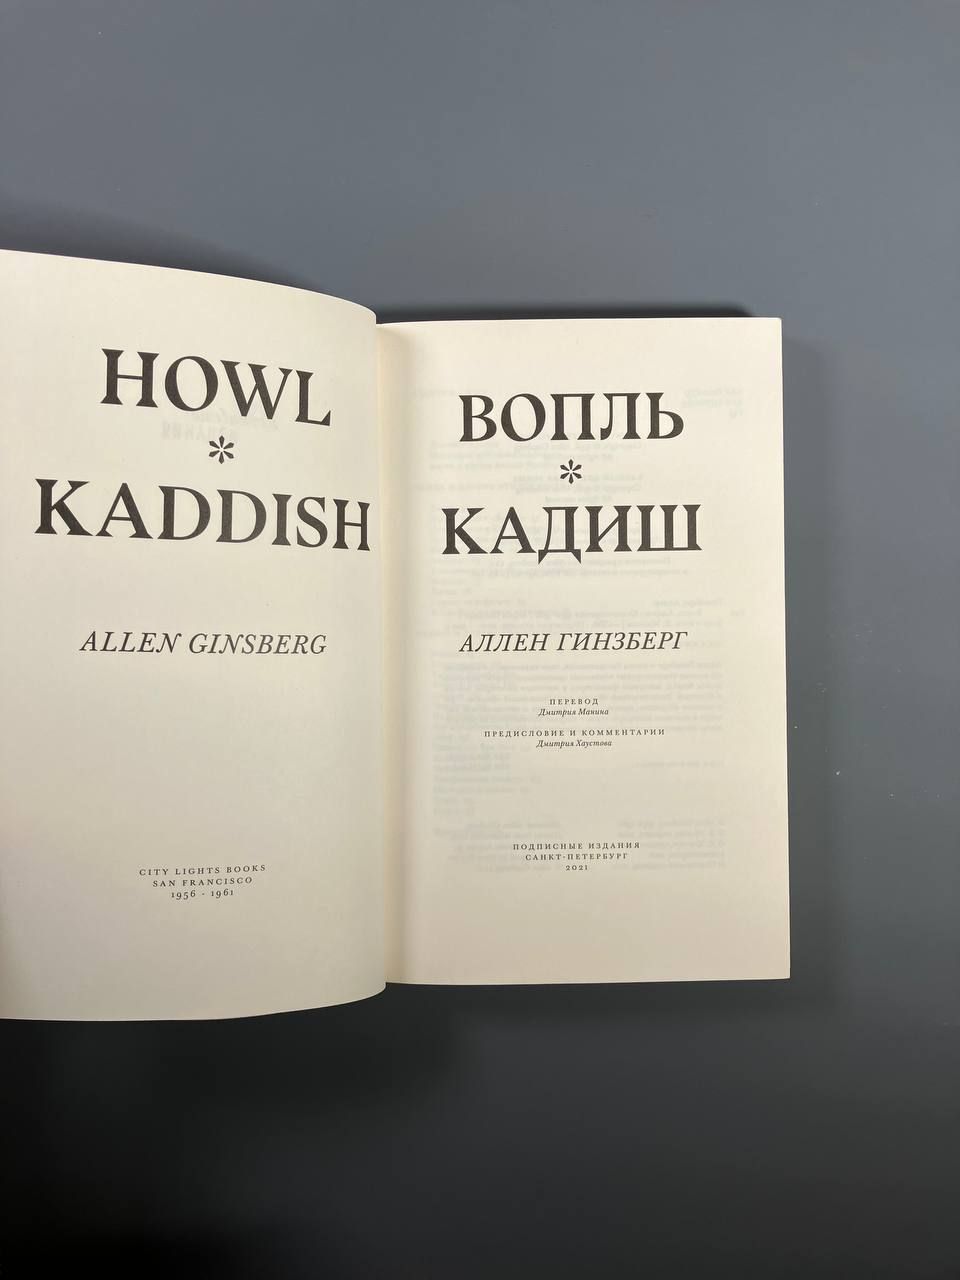 HOWL
*
KADDISH
ALLEN GINSBERG
CITY LIGHTS BOOKS
SAN FRANCISCO
1956 - 1961
ВОПЛЬ
*
КАДИШ
АЛЛЕН ГИНЗБЕРГ
ПЕРЕВОД
Дмитрия Манина
ПРЕДИСЛОВИЕ И КОММЕНТАРИИ
Дмитрия Хаустова
ПОДПИСНЫЕ ИЗДАНИЯ
САНКТ-ПЕТЕРБУРГ
2021